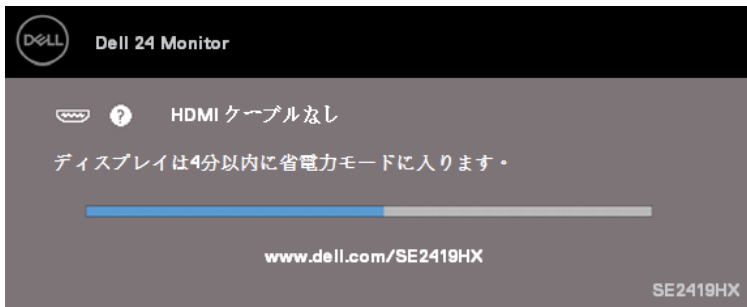 DELL
Dell 24 Monitor
HDMI ケーブルなし
ディスプレイは4分以内に省電力モードに入ります。
www.dell.com/SE2419HX
SE2419HX